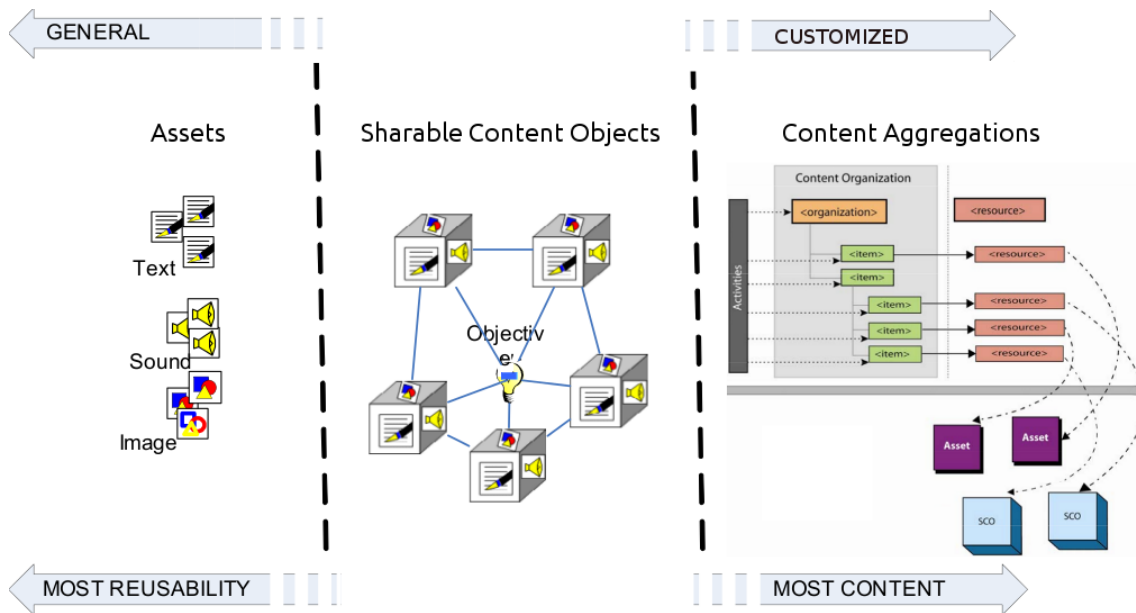 GENERAL
CUSTOMIZED
Assets
Text
Sound
Image
Sharable Content Objects
Objectiv
e
Content Aggregations
Content Organization
Activities
<organization>
<resource>
<item>
<resource>
<item>
<item>
<resource>
<item>
<resource>
<item>
<resource>
Asset
Asset
SCO
SCO
MOST REUSABILITY
MOST CONTENT